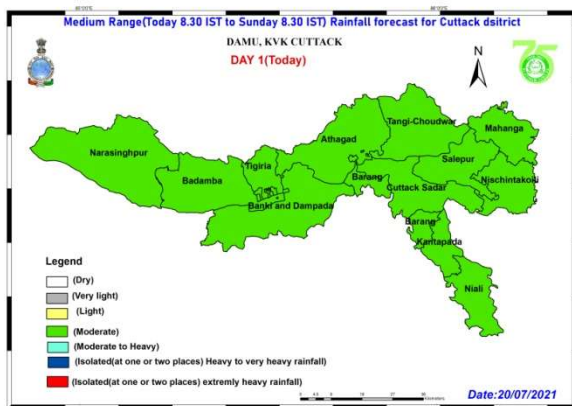 Medium Range(Today 8.30 IST to Sunday 8.30 IST) Rainfall forecast for Cuttack dsitrict
DAMU, KVK CUTTACK
DAY 1(Today)
N
75
Tangi-Choudwar
Mahanga
Athagad
Narasinghpur
Salepur
Tigiria
Badamba
Barang
Nischintakoili
Cuttack Sadar
Banki and Dampada
Barang
Kantapada
Niali
Legend
(Dry)
(Very light)
(Light)
(Moderate)
(Moderate to Heavy)
(Isolated(at one or two places) Heavy to very heavy rainfall)
(Isolated(at one or two places) extremly heavy rainfall)
Date:20/07/2021